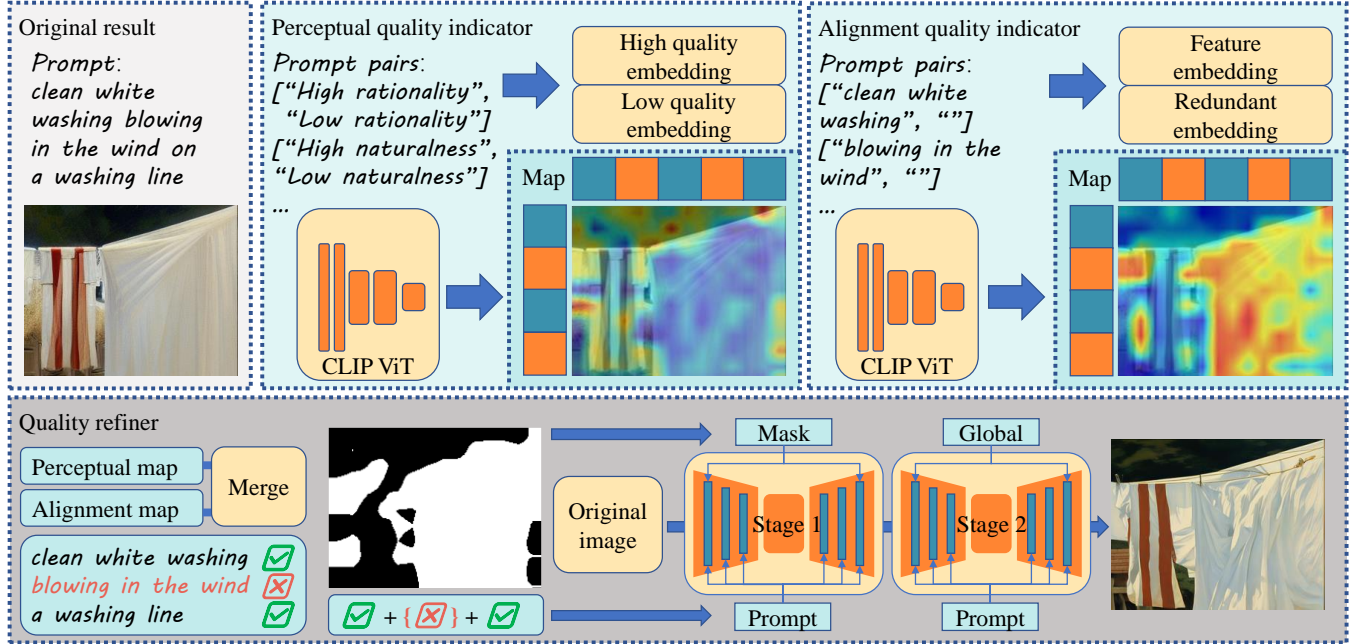 Original result
Prompt:
clean white
washing blowing
in the wind on
a washing line
Perceptual quality indicator
Prompt pairs:
[“High rationality”,
“Low rationality”]
[“High naturalness”,
“Low naturalness”]
...
CLIP ViT
High quality
embedding
Low quality
embedding
Map
Alignment quality indicator
Prompt pairs:
[“clean white
washing”, “”]
[“blowing in the
wind”, “”]
...
CLIP ViT
Feature
embedding
Redundant
embedding
Map
Quality refiner
Perceptual map
Alignment map
Merge
clean white washing
blowing in the wind
a washing line
+ { } +
Original
image
Mask
Stage 1
Prompt
Global
Stage 2
Prompt